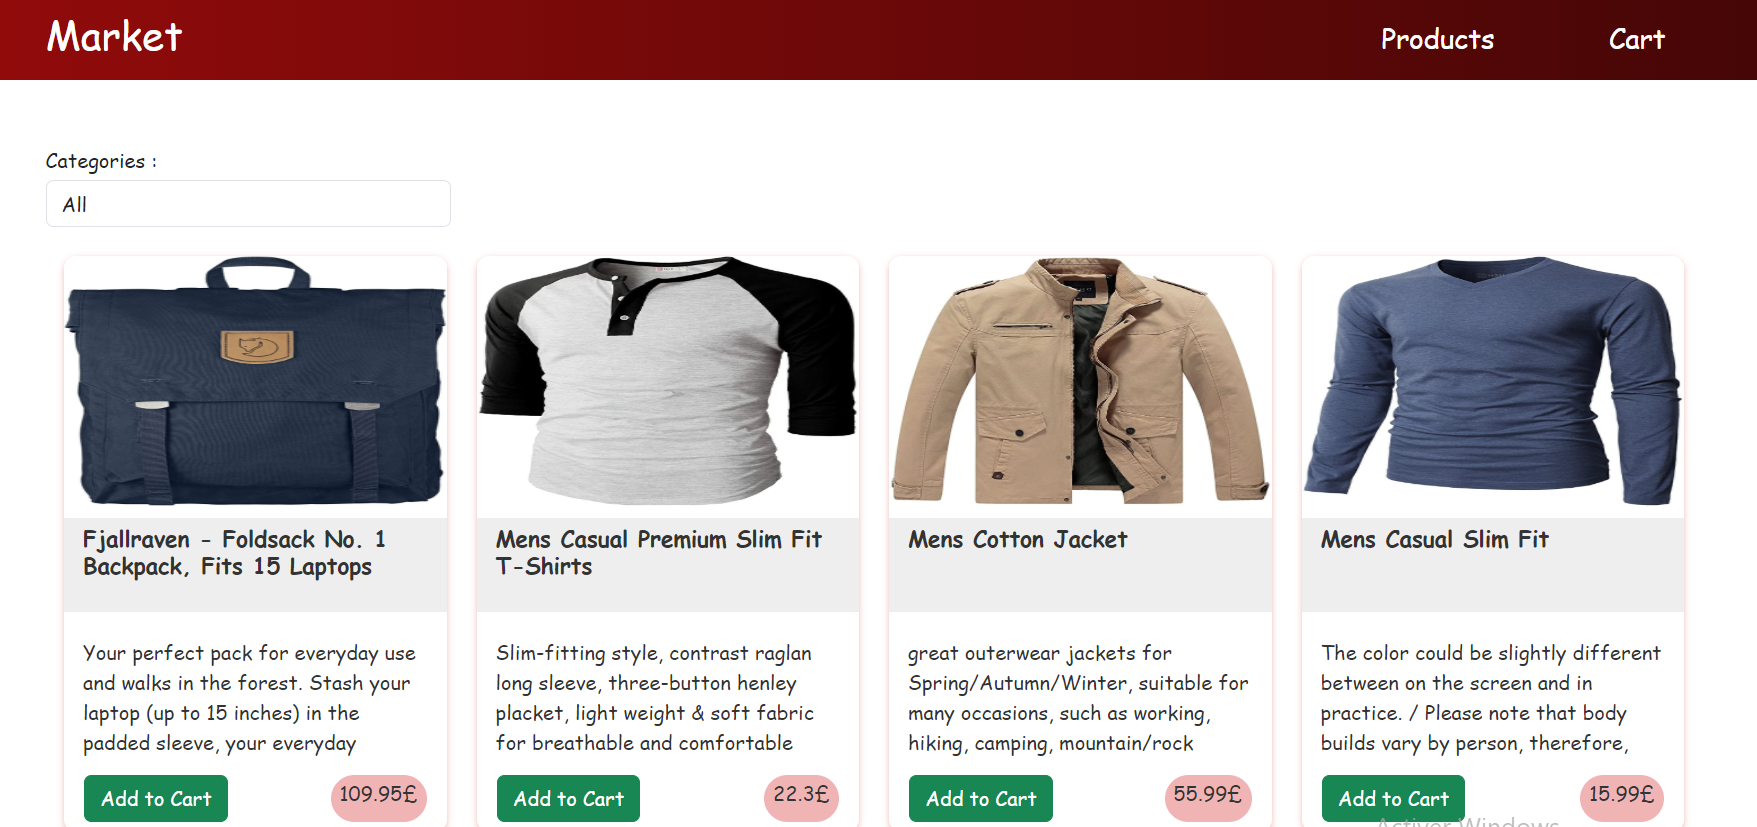 Market
Products
Cart
Categories :
All
Fjallraven - Foldsack No. 1
Backpack, Fits 15 Laptops
Your perfect pack for everyday use
and walks in the forest. Stash your
laptop (up to 15 inches) in the
padded sleeve, your everyday
Add to Cart
109.95£
Mens Casual Premium Slim Fit
T-Shirts
Slim-fitting style, contrast raglan
long sleeve, three-button henley
placket, light weight & soft fabric
for breathable and comfortable
Add to Cart
22.3£
Mens Cotton Jacket
great outerwear jackets for
Spring/Autumn/Winter, suitable for
many occasions, such as working,
hiking, camping, mountain/rock
Add to Cart
55.99£
Mens Casual Slim Fit
The color could be slightly different
between on the screen and in
practice. / Please note that body
builds vary by person, therefore,
Add to Cart
15.99£
Activer Windows